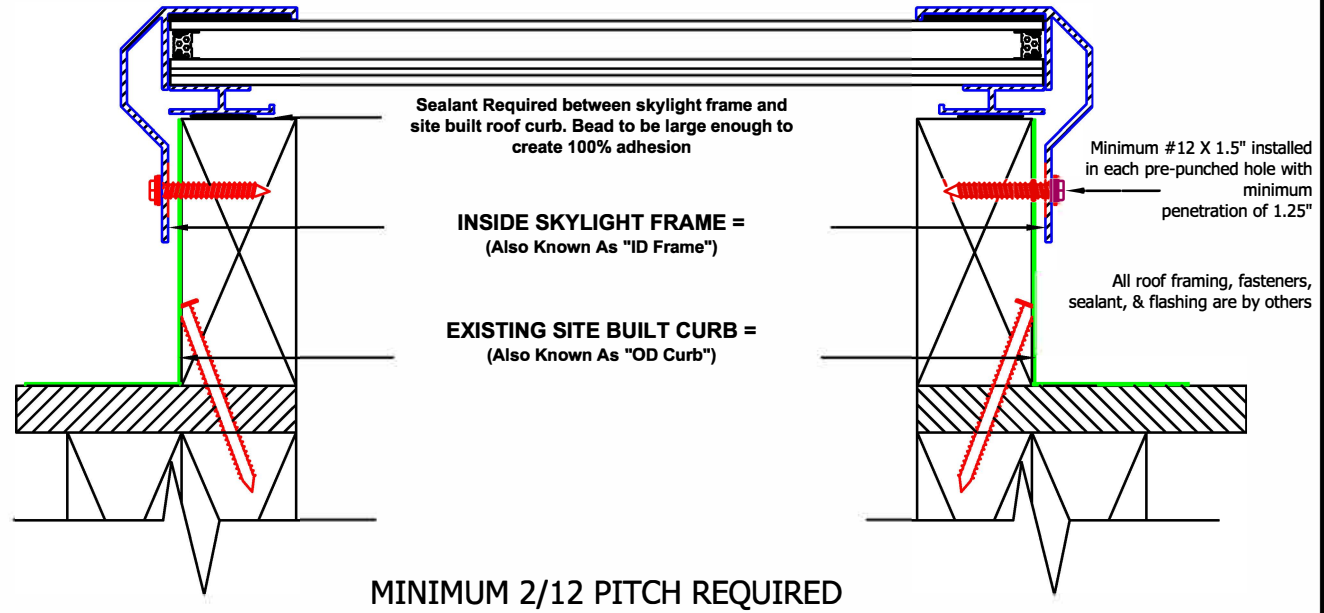 Sealant Required between skylight frame and
site built roof curb. Bead to be large enough to
create 100% adhesion
Minimum #12 X 1.5" installed
in each pre-punched hole with
minimum
penetration of 1.25"
INSIDE SKYLIGHT FRAME =
(Also Known As "ID Frame")
All roof framing, fasteners,
sealant, & flashing are by others
EXISTING SITE BUILT CURB =
(Also Known As "OD Curb")
MINIMUM 2/12 PITCH REQUIRED